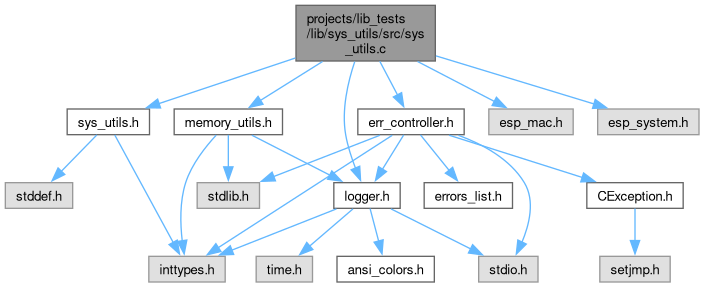 projects/lib_tests
/lib/sys_utils/src/sys
_utils.c
sys_utils.h
memory_utils.h
err_controller.h
esp_mac.h
esp_system.h
stddef.h
stdlib.h
logger.h
errors_list.h
CException.h
inttypes.h
time.h
ansi_colors.h
stdio.h
setjmp.h